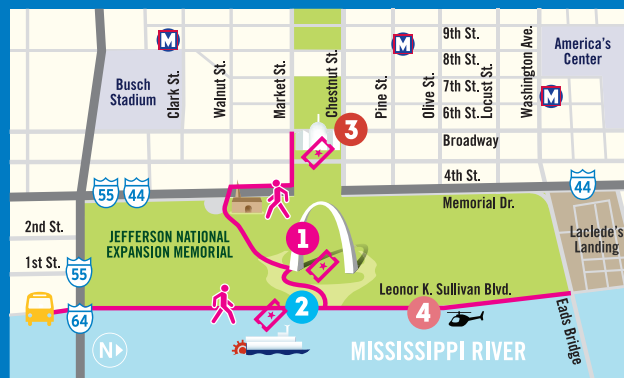 9th St.
8th St.
7th St.
6th St.
Broadway
4th St.
Memorial Dr.
M
M
M
America's
Center
Busch
Stadium
Clark St.
Walnut St.
Market St.
Chestnut St.
Pine St.
Olive St.
Locust St.
Washington Ave.
3
55
44
44
2nd St.
1st St.
JEFFERSON NATIONAL
EXPANSION MEMORIAL
1
Laclede's
Landing
55
64
Leonor K. Sullivan Blvd.
2
4
Eads Bridge
N
MISSISSIPPI RIVER